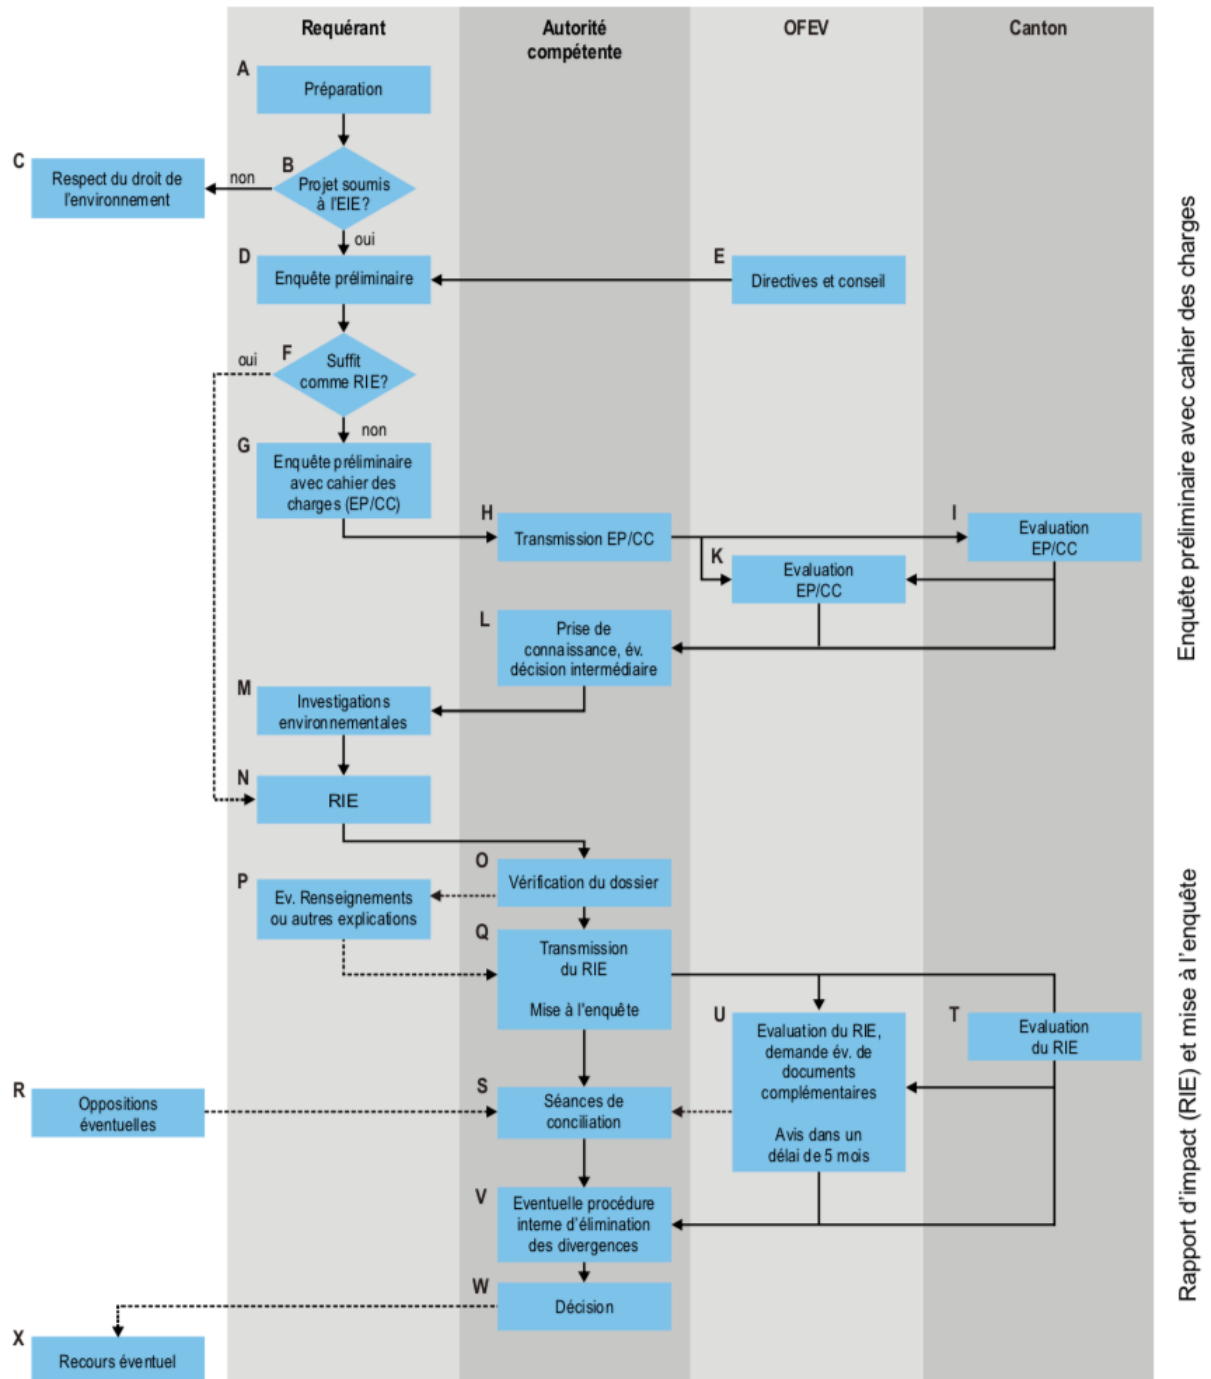 Requérant
Autorité
compétente
OFEV
Canton
A
Préparation
B
Projet soumis
à l'EIE?
non
C
Respect du droit de
l'environnement
oui
D
Enquête préliminaire
E
Directives et conseil
F
Suffit
comme RIE?
oui
non
G
Enquête préliminaire
avec cahier des
charges (EP/CC)
H
Transmission EP/CC
I
Evaluation
EP/CC
K
Evaluation
EP/CC
L
Prise de
connaissance, év.
décision intermédiaire
M
Investigations
environnementales
N
RIE
O
Vérification du dossier
P
Ev. Renseignements
ou autres explications
Q
Transmission
du RIE
Mise à l'enquête
U
Evaluation du RIE,
demande év. de
documents
complémentaires
Avis dans un
délai de 5 mois
T
Evaluation
du RIE
R
Oppositions
éventuelles
S
Séances de
conciliation
V
Eventuelle procédure
interne d'élimination
des divergences
W
Décision
X
Recours éventuel
Enquête préliminaire avec cahier des charges
Rapport d'impact (RIE) et mise à l'enquête